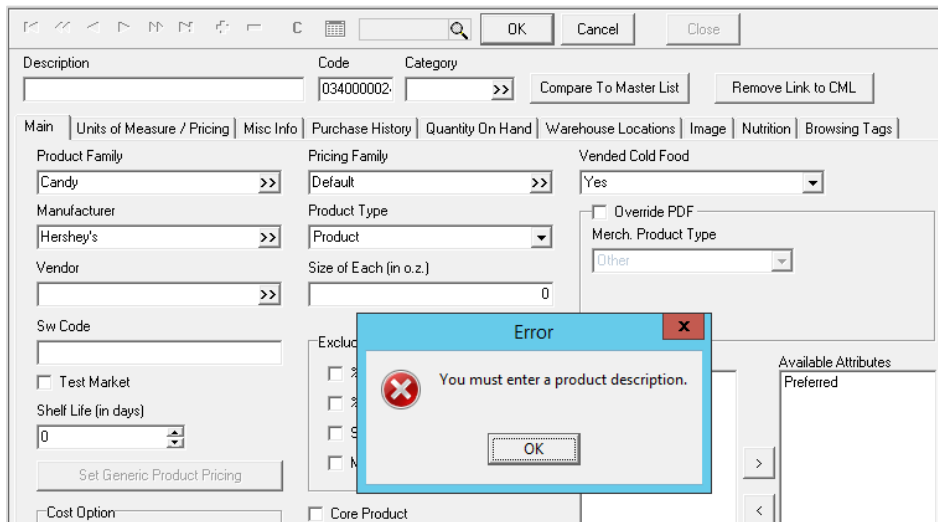 C OK Cancel Close
Description Code Category
034000002 >> Compare To Master List Remove Link to CML
Main Units of Measure / Pricing Misc Info Purchase History Quantity On Hand Warehouse Locations Image Nutrition Browsing Tags
Product Family Pricing Family Vended Cold Food
Candy >> Default >> Yes
Manufacturer Product Type Override PDF
Hershey's >> Product Merch. Product Type
Vendor Size of Each (in o.z.) Other
>> 0
Sw Code
Error x
Exclu
Test Market
You must enter a product description.
Available Attributes
Preferred
Shelf Life (in days)
0
OK
Set Generic Product Pricing
>
Cost Option Core Product <